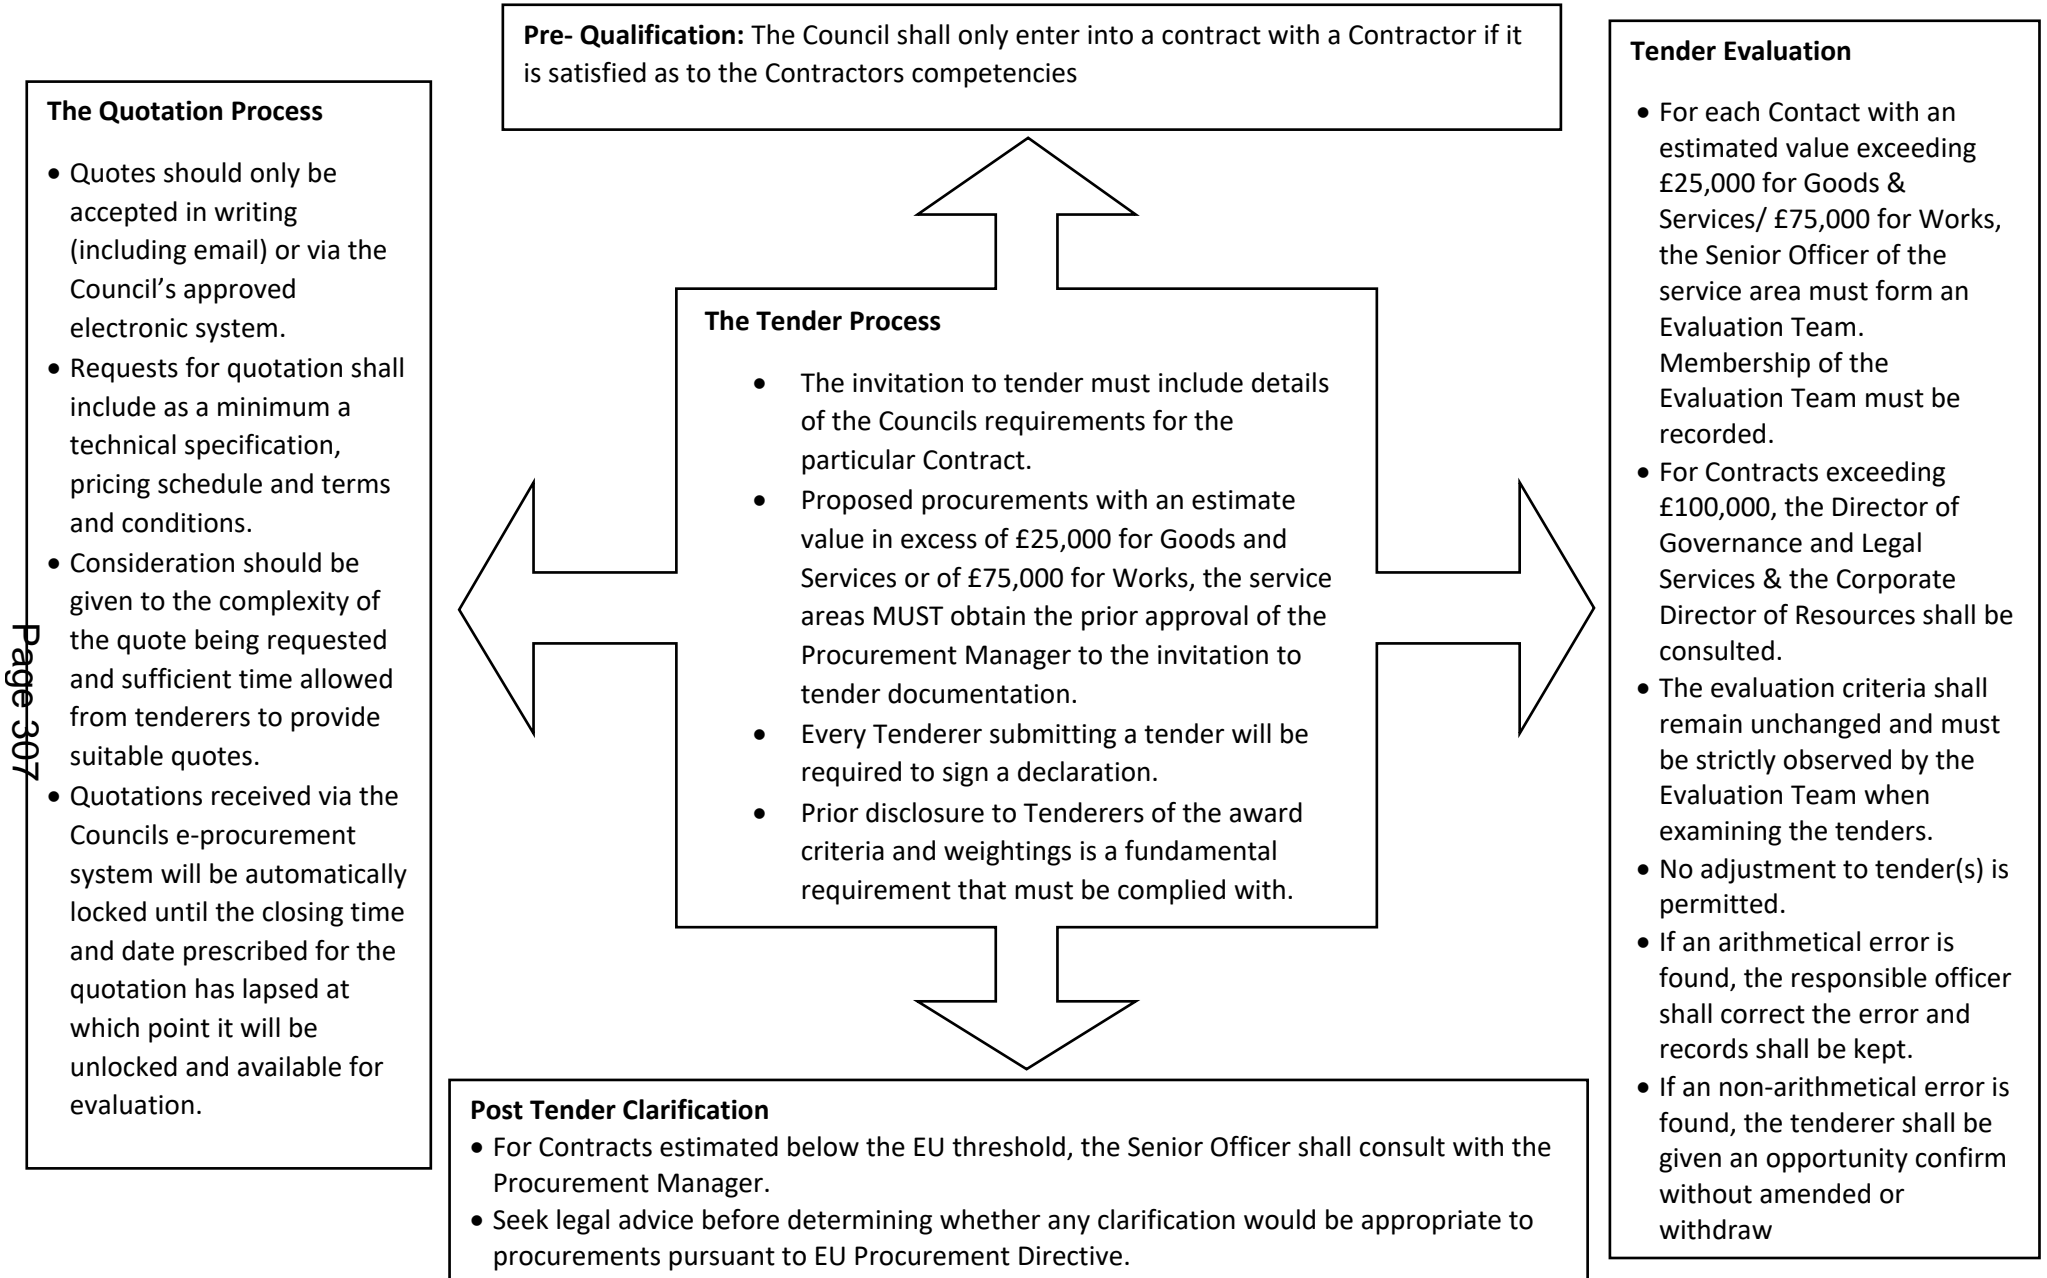 Pre- Qualification: The Council shall only enter into a contract with a Contractor if it
is satisfied as to the Contractors competencies
The Quotation Process
• Quotes should only be
accepted in writing
(including email) or via the
Council’s approved
electronic system.
• Requests for quotation shall
include as a minimum a
technical specification,
pricing schedule and terms
and conditions.
• Consideration should be
given to the complexity of
the quote being requested
and sufficient time allowed
from tenderers to provide
suitable quotes.
• Quotations received via the
Councils e-procurement
system will be automatically
locked until the closing time
and date prescribed for the
quotation has lapsed at
which point it will be
unlocked and available for
evaluation.
The Tender Process
• The invitation to tender must include details
of the Councils requirements for the
particular Contract.
• Proposed procurements with an estimate
value in excess of £25,000 for Goods and
Services or of £75,000 for Works, the service
areas MUST obtain the prior approval of the
Procurement Manager to the invitation to
tender documentation.
• Every Tenderer submitting a tender will be
required to sign a declaration.
• Prior disclosure to Tenderers of the award
criteria and weightings is a fundamental
requirement that must be complied with.
Tender Evaluation
• For each Contact with an
estimated value exceeding
£25,000 for Goods &
Services/ £75,000 for Works,
the Senior Officer of the
service area must form an
Evaluation Team.
Membership of the
Evaluation Team must be
recorded.
• For Contracts exceeding
£100,000, the Director of
Governance and Legal
Services & the Corporate
Director of Resources shall be
consulted.
• The evaluation criteria shall
remain unchanged and must
be strictly observed by the
Evaluation Team when
examining the tenders.
• No adjustment to tender(s) is
permitted.
• If an arithmetical error is
found, the responsible officer
shall correct the error and
records shall be kept.
• If an non-arithmetical error is
found, the tenderer shall be
given an opportunity confirm
without amended or
withdraw
Post Tender Clarification
• For Contracts estimated below the EU threshold, the Senior Officer shall consult with the
Procurement Manager.
• Seek legal advice before determining whether any clarification would be appropriate to
procurements pursuant to EU Procurement Directive.
Page 307